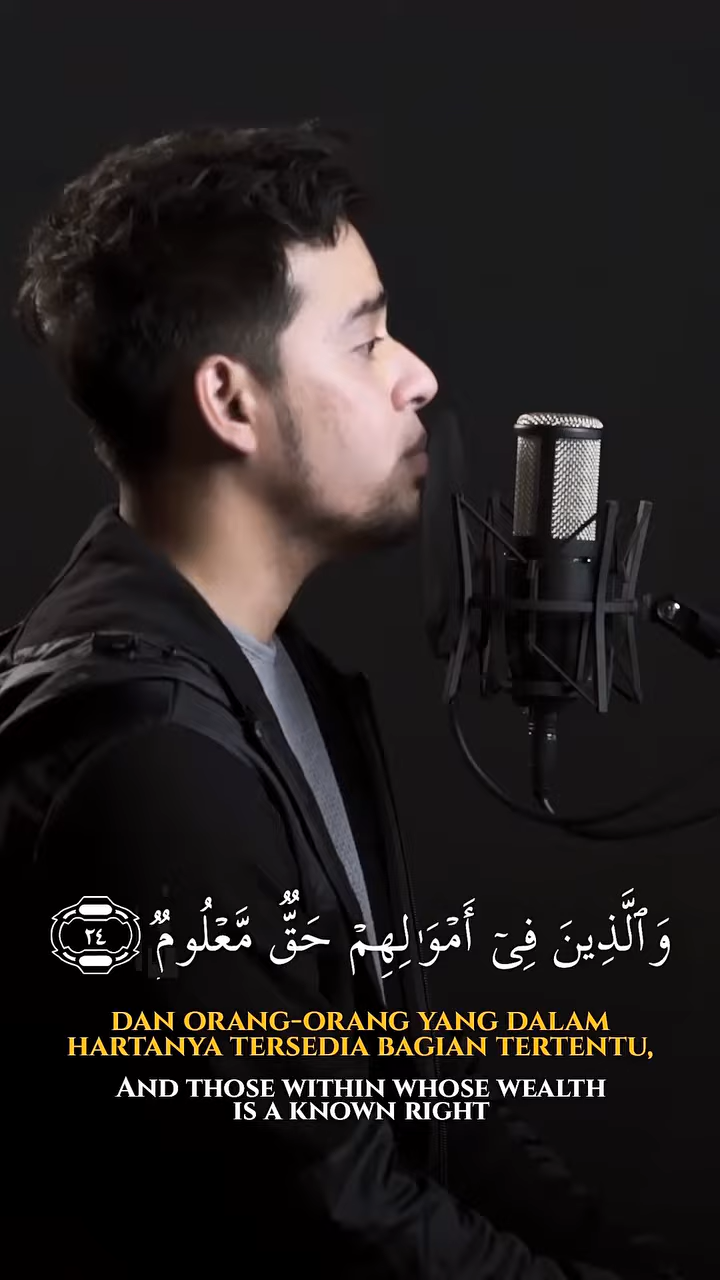 وَٱلَّذِينَ فِىٓ أَمْوَٰلِهِمْ حَقٌّ مَّعْلُومٌ ٢٤
DAN ORANG-ORANG YANG DALAM
HARTANYA TERSEDIA BAGIAN TERTENTU,
AND THOSE WITHIN WHOSE WEALTH
IS A KNOWN RIGHT